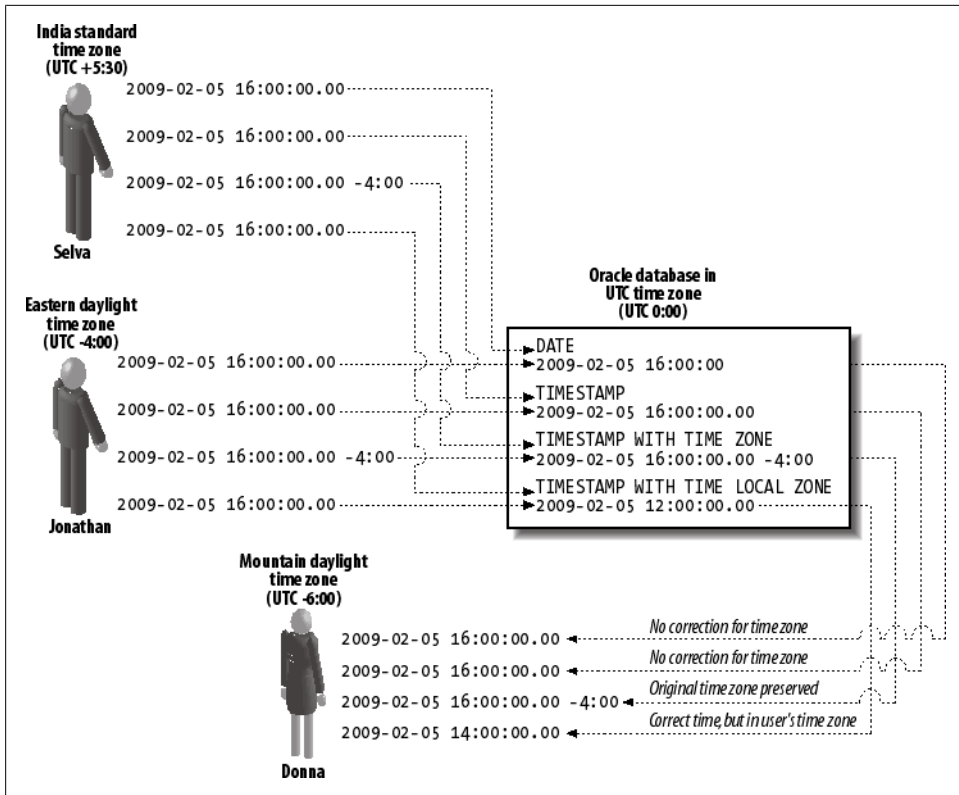 India standard
time zone
(UTC +5:30)
2009-02-05 16:00:00.00
2009-02-05 16:00:00.00
2009-02-05 16:00:00.00 -4:00
2009-02-05 16:00:00.00
Selva
Eastern daylight
time zone
(UTC -4:00)
2009-02-05 16:00:00.00
2009-02-05 16:00:00.00
2009-02-05 16:00:00.00 -4:00
2009-02-05 16:00:00.00
Jonathan
Oracle database in
UTC time zone
(UTC 0:00)
DATE
2009-02-05 16:00:00
TIMESTAMP
2009-02-05 16:00:00.00
TIMESTAMP WITH TIME ZONE
2009-02-05 16:00:00.00 -4:00
TIMESTAMP WITH TIME LOCAL ZONE
2009-02-05 12:00:00.00
Mountain daylight
time zone
(UTC -6:00)
2009-02-05 16:00:00.00
No correction for time zone
2009-02-05 16:00:00.00
No correction for time zone
2009-02-05 16:00:00.00 -4:00
Original time zone preserved
2009-02-05 14:00:00.00
Correct time, but in user's time zone
Donna